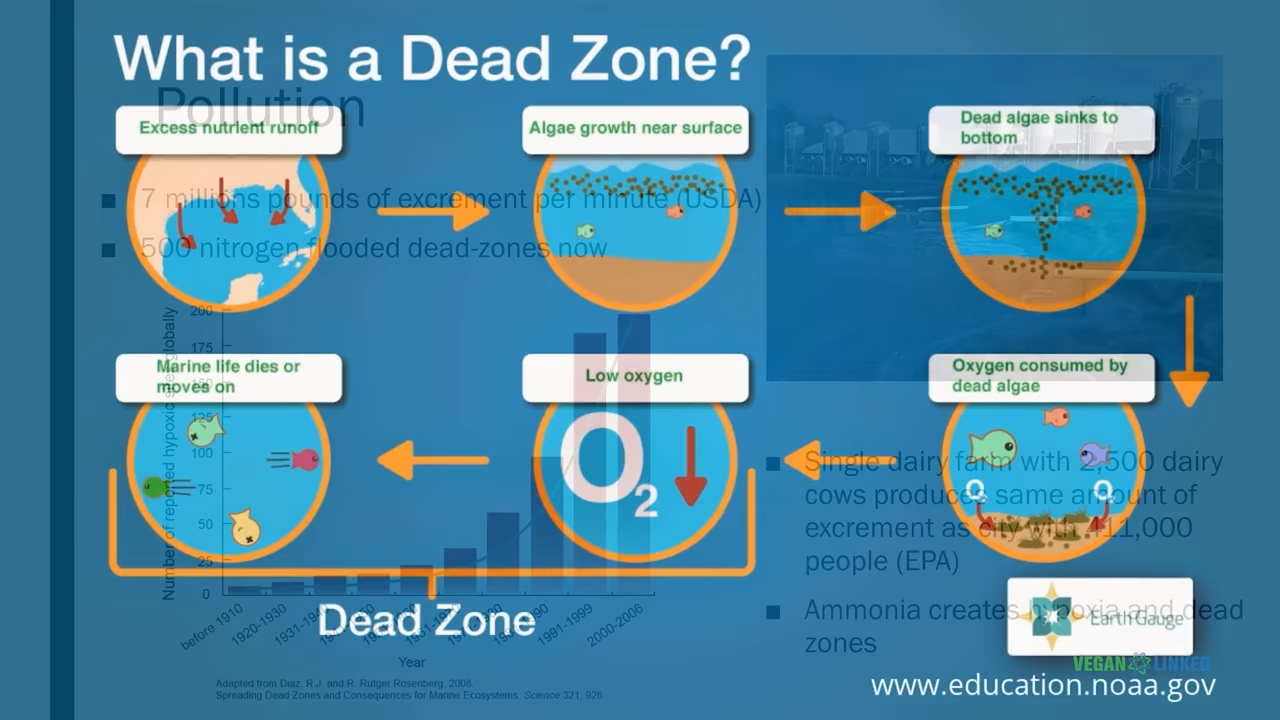 What is a Dead Zone?
Pollution
Excess nutrient runoff
Algae growth near surface
Dead algae sinks to
bottom
7 millions pounds of excrement per minute (USDA)
500 nitrogen flooded dead-zones now
Marine life dies or
moves on
Low oxygen
Oxygen consumed by
dead algae
O2
O
O
Number of reported hypoxic sites globally
200
175
150
125
100
75
50
25
0
before 1910
1920-1930
1990
1991-1999
2000-2006
Year
Dead Zone
Single dairy farm with 2,500 dairy
cows produces same amount of
excrement as city with 411,000
people (EPA)
Ammonia creates hypoxia and dead
zones
EarthGauge
VEGAN LINKED
www.education.noaa.gov
Adapted from Diaz, R.J. and R. Rutger Rosenberg. 2008.
Spreading Dead Zones and Consequences for Marine Ecosystems. Science 321, 926